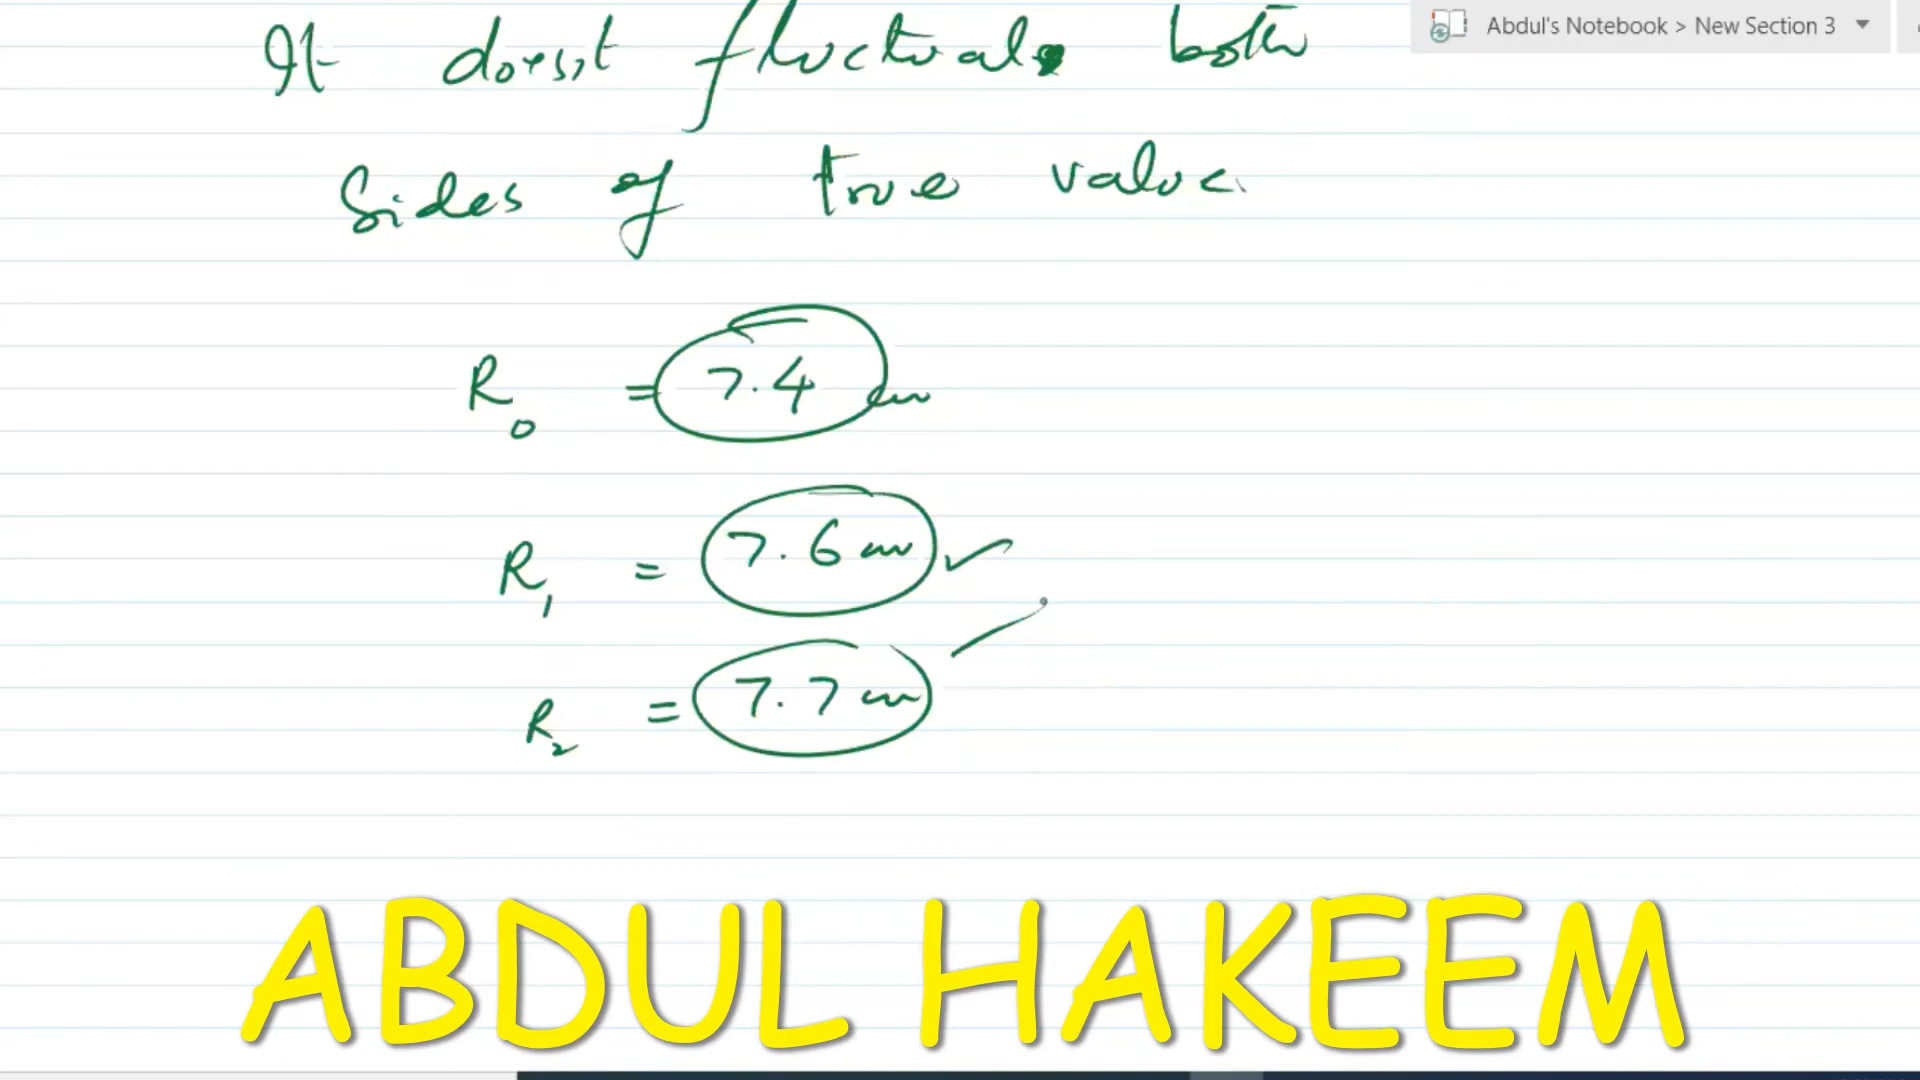 Abdul's Notebook > New Section 3
It doesn't fluctuate both
sides of true value.
R₀ = 7.4 cm
R₁ = 7.6 cm ✓
R₂ = 7.7 cm
ABDUL HAKEEM